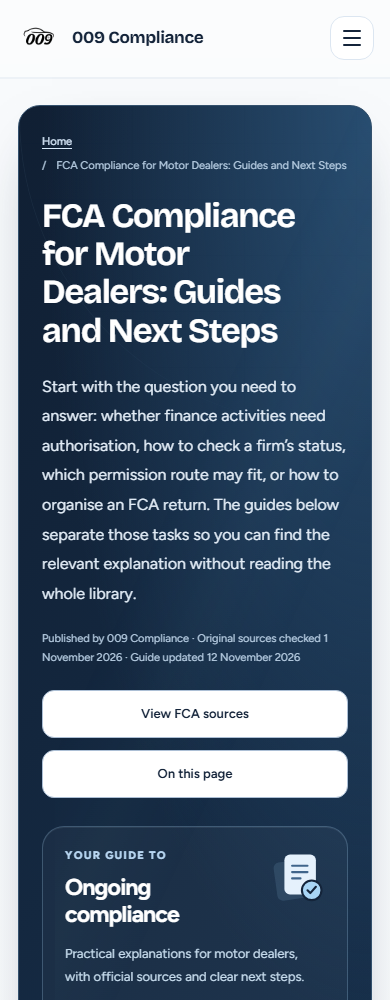 009
009 Compliance
Home
/ FCA Compliance for Motor Dealers: Guides and Next Steps
FCA Compliance
for Motor
Dealers: Guides
and Next Steps
Start with the question you need to
answer: whether finance activities need
authorisation, how to check a firm’s status,
which permission route may fit, or how to
organise an FCA return. The guides below
separate those tasks so you can find the
relevant explanation without reading the
whole library.
Published by 009 Compliance · Original sources checked 1
November 2026 · Guide updated 12 November 2026
View FCA sources
On this page
YOUR GUIDE TO
Ongoing
compliance
Practical explanations for motor dealers,
with official sources and clear next steps.